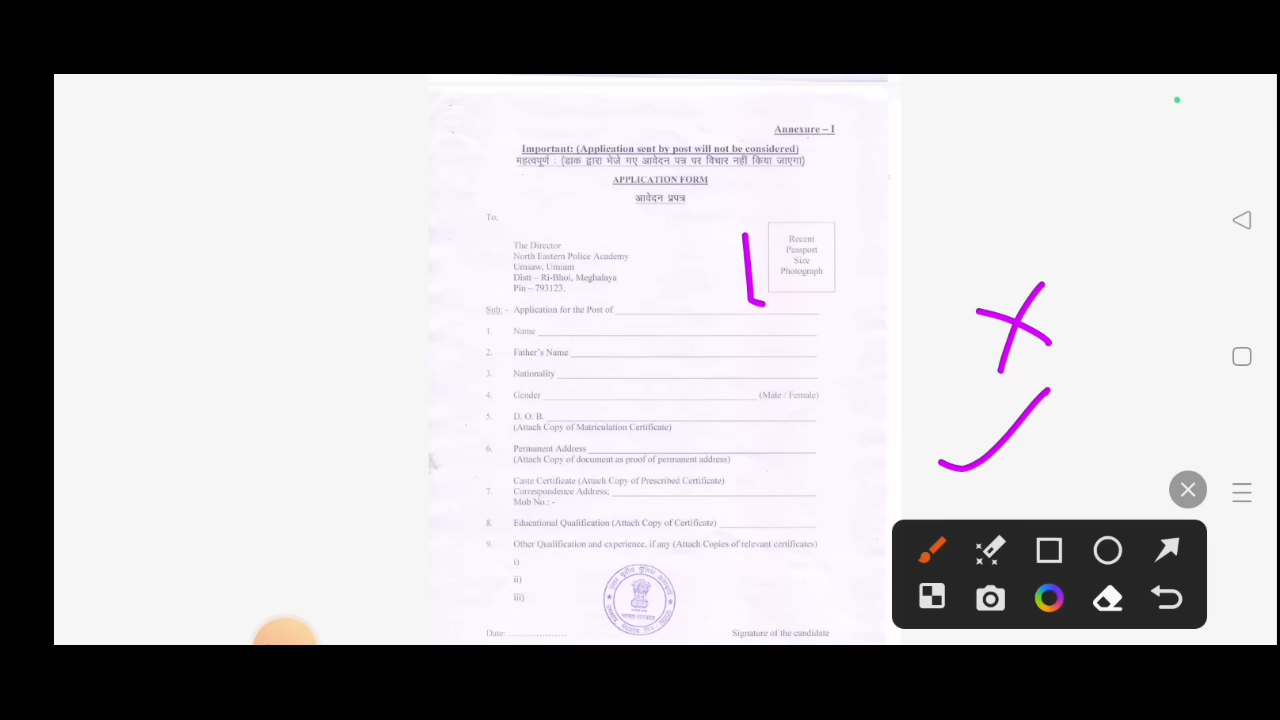 Annexure – I
Important: (Application sent by post will not be considered)
महत्वपूर्ण : (डाक द्वारा भेजे गए आवेदन पत्र पर विचार नहीं किया जाएगा)
APPLICATION FORM
आवेदन प्रपत्र
To,
The Director
North Eastern Police Academy
Umsaw, Umiam
Distt – Ri-Bhoi, Meghalaya
Pin – 793123.
Recent
Passport
Size
Photograph
Sub: - Application for the Post of
1. Name
2. Father's Name
3. Nationality
4. Gender (Male / Female)
5. D. O. B.
(Attach Copy of Matriculation Certificate)
6. Permanent Address
(Attach Copy of document as proof of permanent address)
Caste Certificate (Attach Copy of Prescribed Certificate)
7. Correspondence Address:
Mob No.: -
8. Educational Qualification (Attach Copy of Certificate)
9. Other Qualification and experience, if any (Attach Copies of relevant certificates)
i)
ii)
iii)
Date: ...................
Signature of the candidate